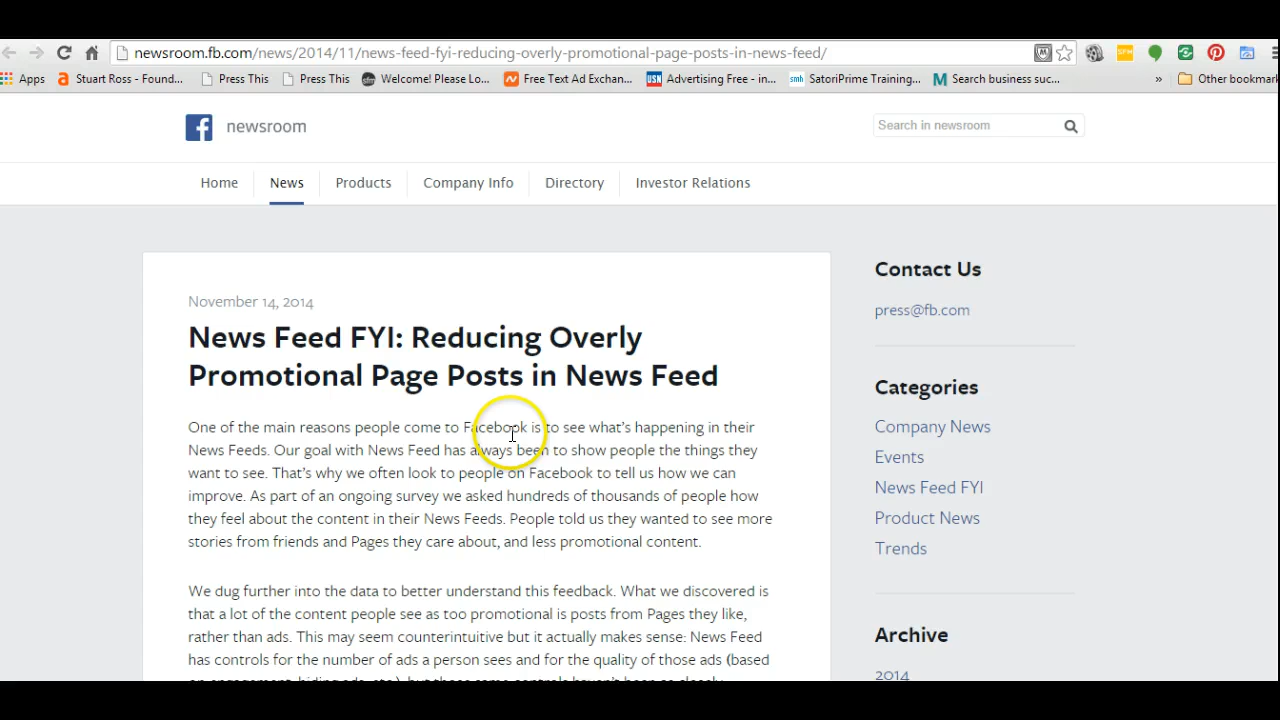 newsroom.fb.com/news/2014/11/news-feed-fyi-reducing-overly-promotional-page-posts-in-news-feed/
Apps Stuart Ross - Found... Press This Press This Welcome! Please Lo... Free Text Ad Exchan... USN Advertising Free - in... smh SatoriPrime Training... Search business suc... » Other bookmark
newsroom
Search in newsroom
Home News Products Company Info Directory Investor Relations
November 14, 2014
News Feed FYI: Reducing Overly
Promotional Page Posts in News Feed
One of the main reasons people come to Facebook is to see what's happening in their
News Feeds. Our goal with News Feed has always been to show people the things they
want to see. That's why we often look to people on Facebook to tell us how we can
improve. As part of an ongoing survey we asked hundreds of thousands of people how
they feel about the content in their News Feeds. People told us they wanted to see more
stories from friends and Pages they care about, and less promotional content.
We dug further into the data to better understand this feedback. What we discovered is
that a lot of the content people see as too promotional is posts from Pages they like,
rather than ads. This may seem counterintuitive but it actually makes sense: News Feed
has controls for the number of ads a person sees and for the quality of those ads (based
Contact Us
press@fb.com
Categories
Company News
Events
News Feed FYI
Product News
Trends
Archive
2014